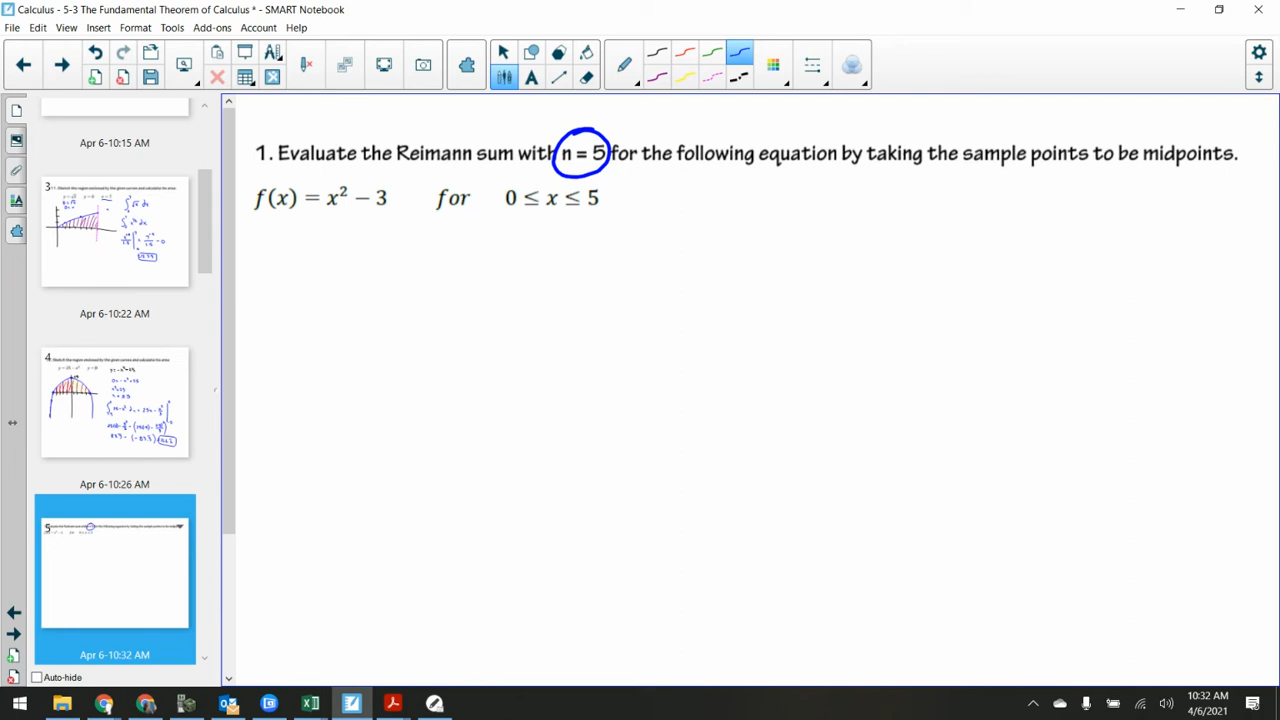 Calculus - 5-3 The Fundamental Theorem of Calculus * - SMART Notebook
File Edit View Insert Format Tools Add-ons Account Help
1. Evaluate the Reimann sum with n = 5 for the following equation by taking the sample points to be midpoints.
f(x) = x² − 3 for 0 ≤ x ≤ 5
Apr 6-10:15 AM
3
Apr 6-10:22 AM
4
Apr 6-10:26 AM
5
Apr 6-10:32 AM
Auto-hide
10:32 AM
4/6/2021